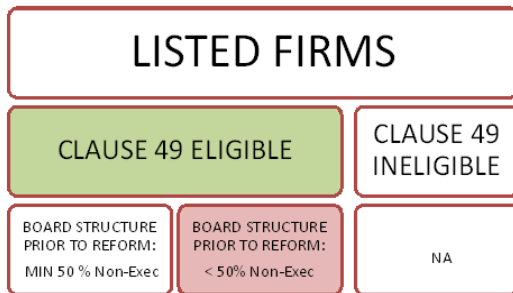 LISTED FIRMS
CLAUSE 49 ELIGIBLE
CLAUSE 49
INELIGIBLE
BOARD STRUCTURE
PRIOR TO REFORM:
MIN 50 % Non-Exec
BOARD STRUCTURE
PRIOR TO REFORM:
< 50% Non-Exec
NA